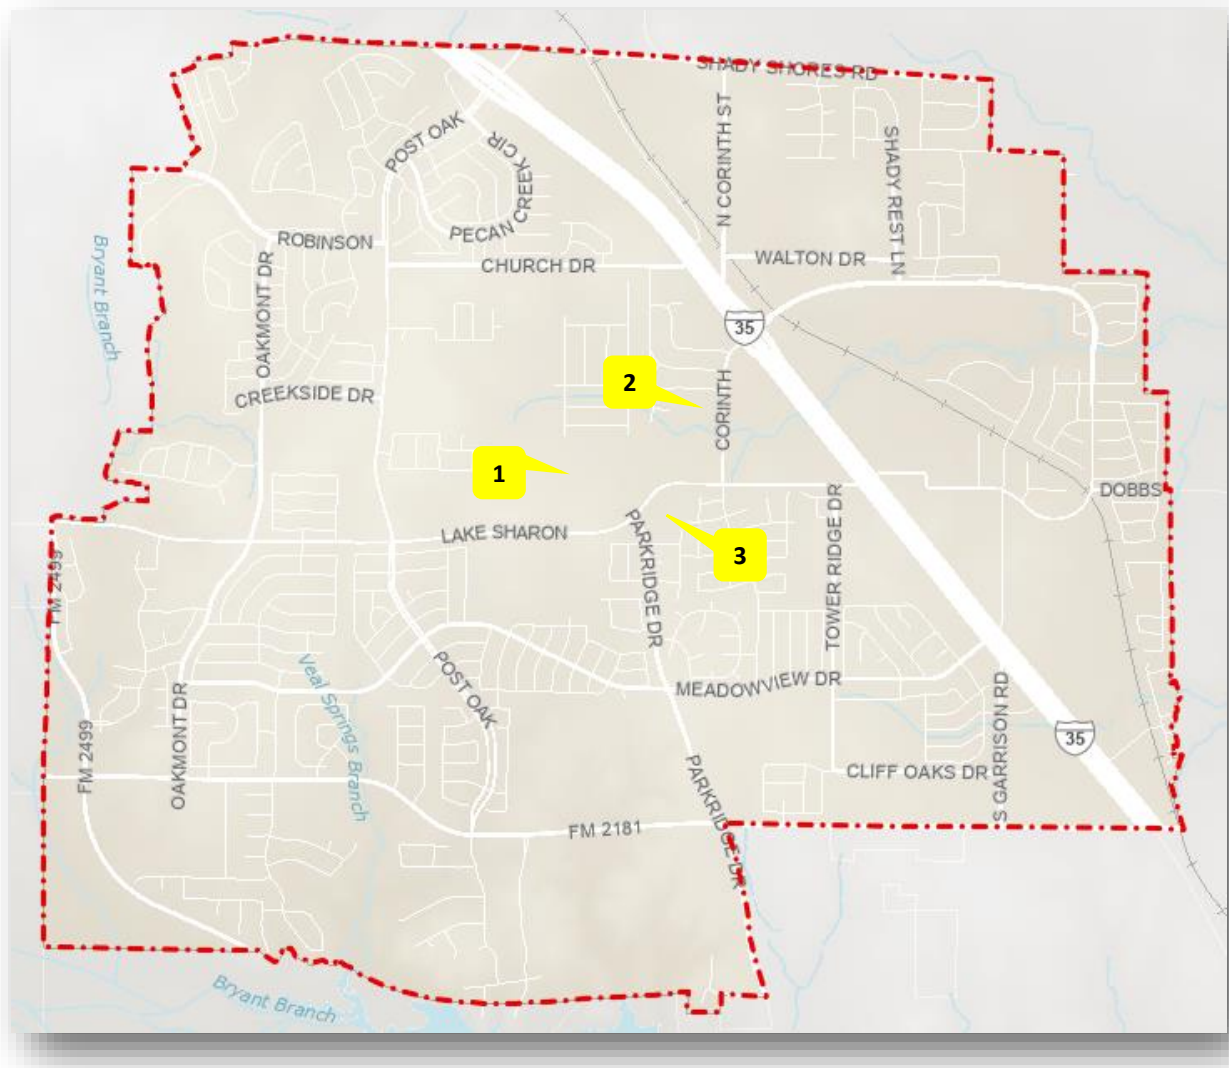 SHADY SHORES RD
POST OAK
PECAN CREEK CIR
N CORINTH ST
SHADY REST LN
ROBINSON
CHURCH DR
WALTON DR
Bryant Branch
OAKMONT DR
35
CREEKSIDE DR
2
CORINTH
1
DOBBS
LAKE SHARON
PARKRIDGE DR
3
TOWER RIDGE DR
FM 2499
Veal Springs Branch
POST OAK
MEADOWVIEW DR
OAKMONT DR
FM 2499
S GARRISON RD
35
PARKRIDGE DR
CLIFF OAKS DR
FM 2181
Bryant Branch